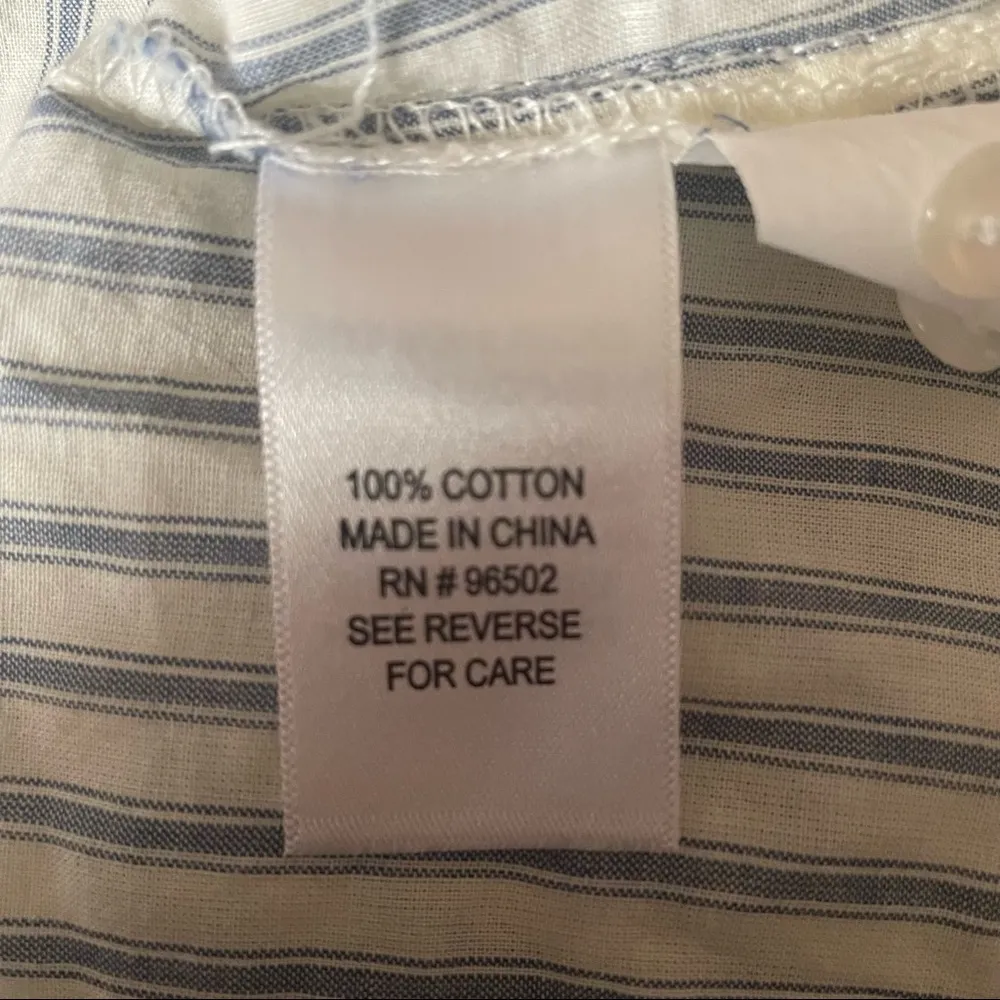 100% COTTON
MADE IN CHINA
RN # 96502
SEE REVERSE
FOR CARE